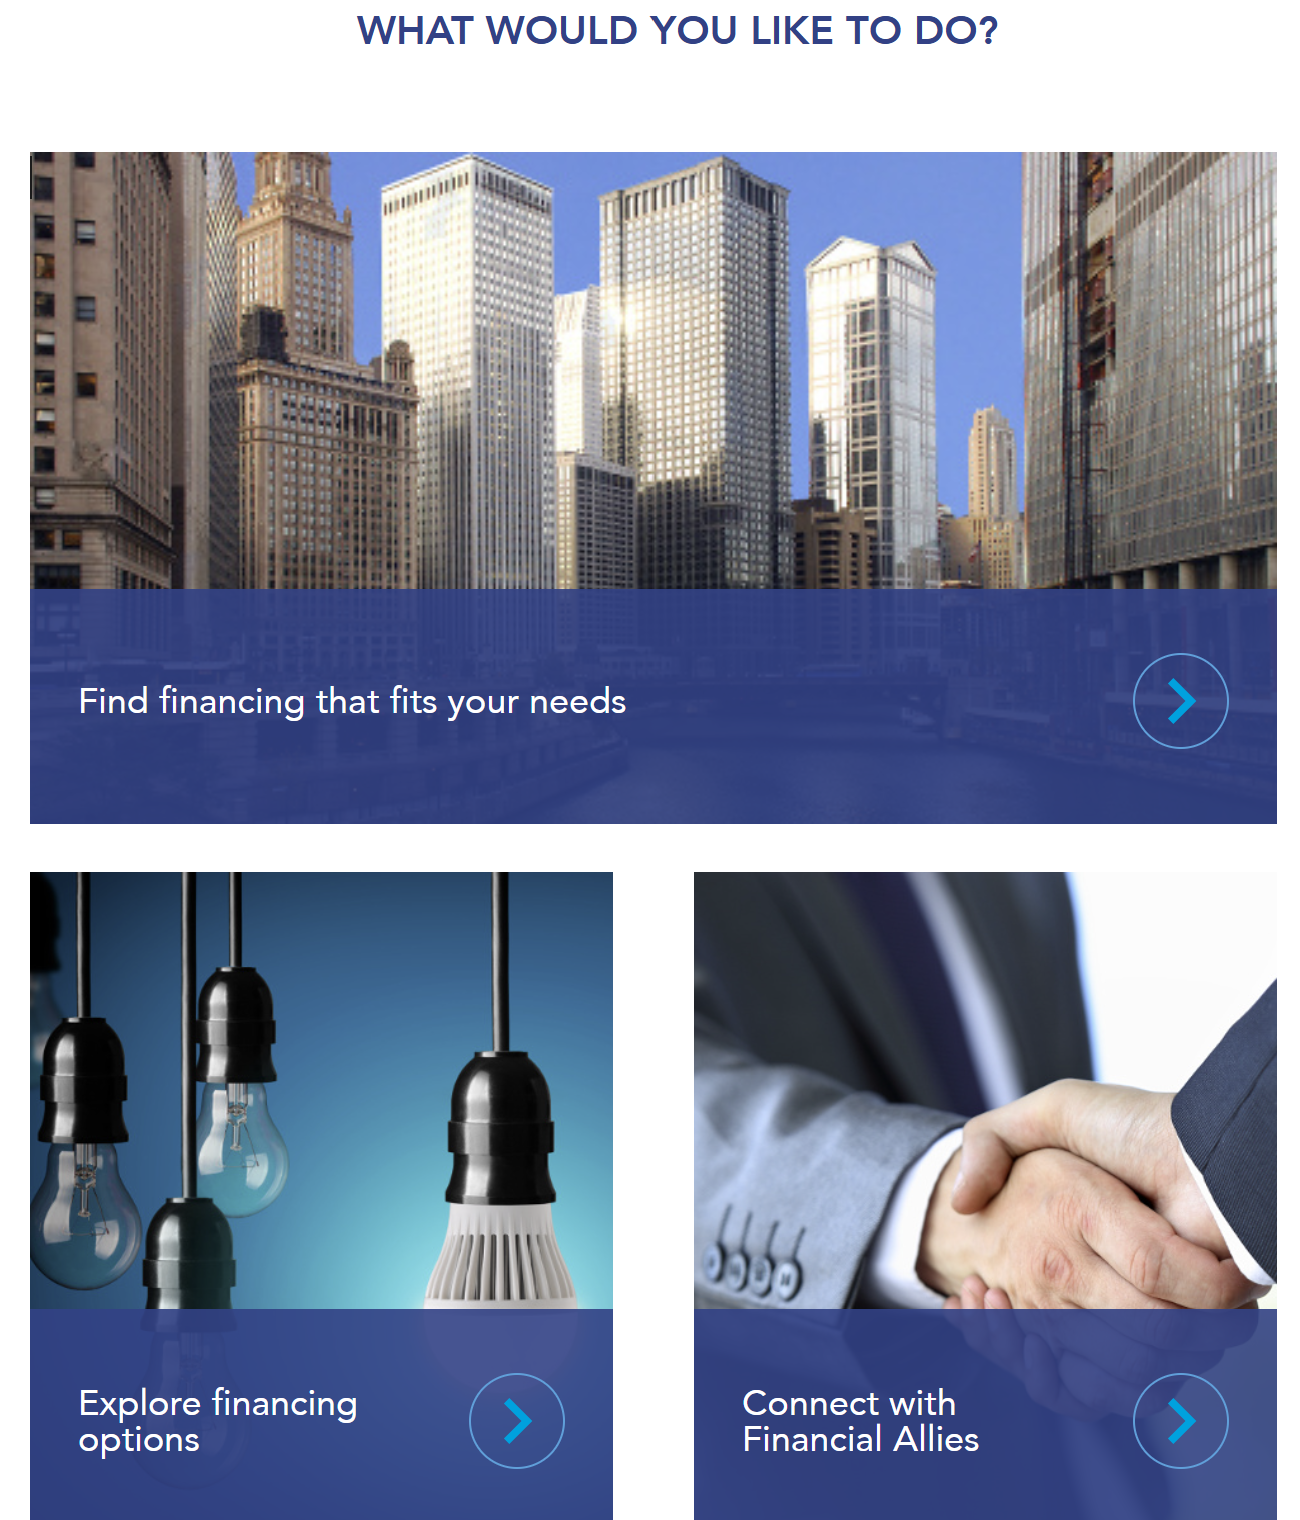 WHAT WOULD YOU LIKE TO DO?
Find financing that fits your needs
Explore financing
options
Connect with
Financial Allies